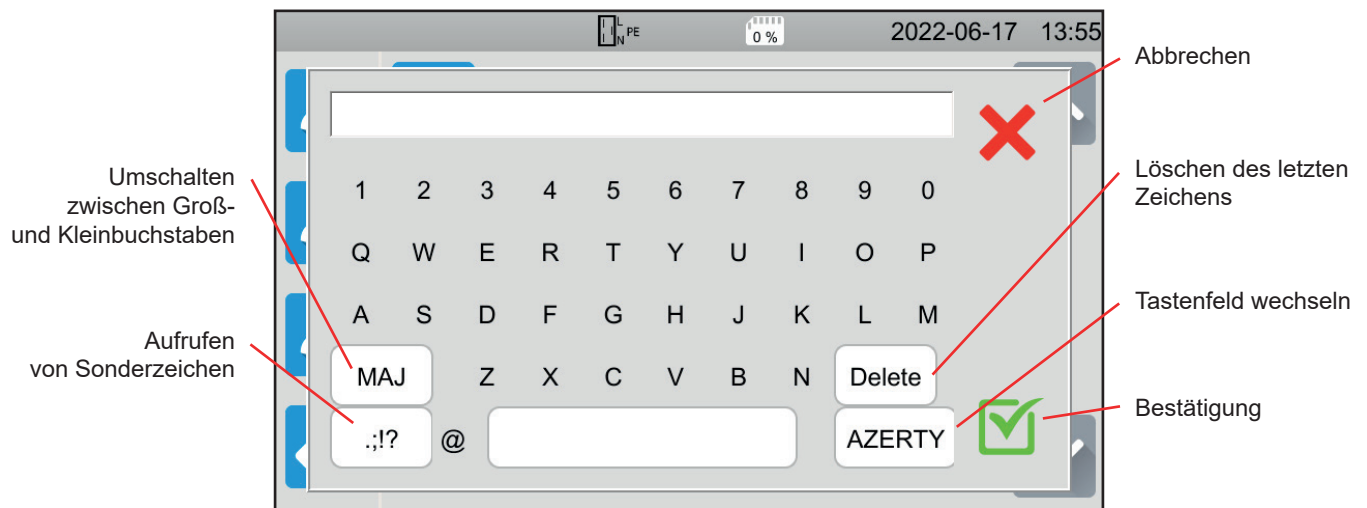 L
N PE
0 %
2022-06-17 13:55
Abbrechen
Löschen des letzten
Zeichens
Umschalten
zwischen Groß-
und Kleinbuchstaben
1 2 3 4 5 6 7 8 9 0
Q W E R T Y U I O P
A S D F G H J K L M
Tastenfeld wechseln
Aufrufen
von Sonderzeichen
MAJ Z X C V B N Delete
.;!? @ AZERTY
Bestätigung